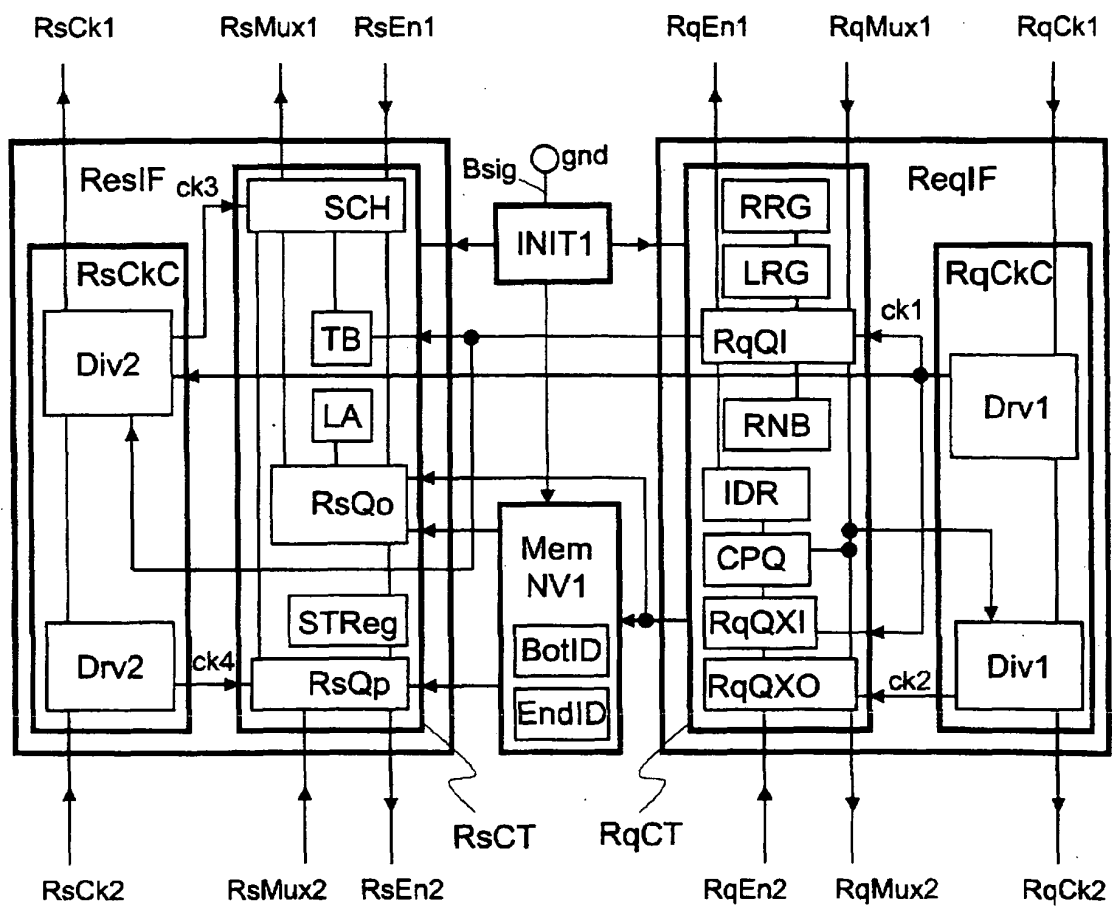 RsCk1 RsMux1 RsEn1 RqEn1 RqMux1 RqCk1
gnd
Bsig
ResIF
ck3
SCH
INIT1
RRG
ReqIF
RsCkC
LRG
RqCkC
ck1
Div2
TB
RqQI
Drv1
LA
RNB
RsQo
IDR
Mem
NV1
CPQ
STReg
RqQXI
Drv2
ck4
RsQp
BotID
EndID
RqQXO
ck2
Div1
RsCT RqCT
RsCk2 RsMux2 RsEn2 RqEn2 RqMux2 RqCk2